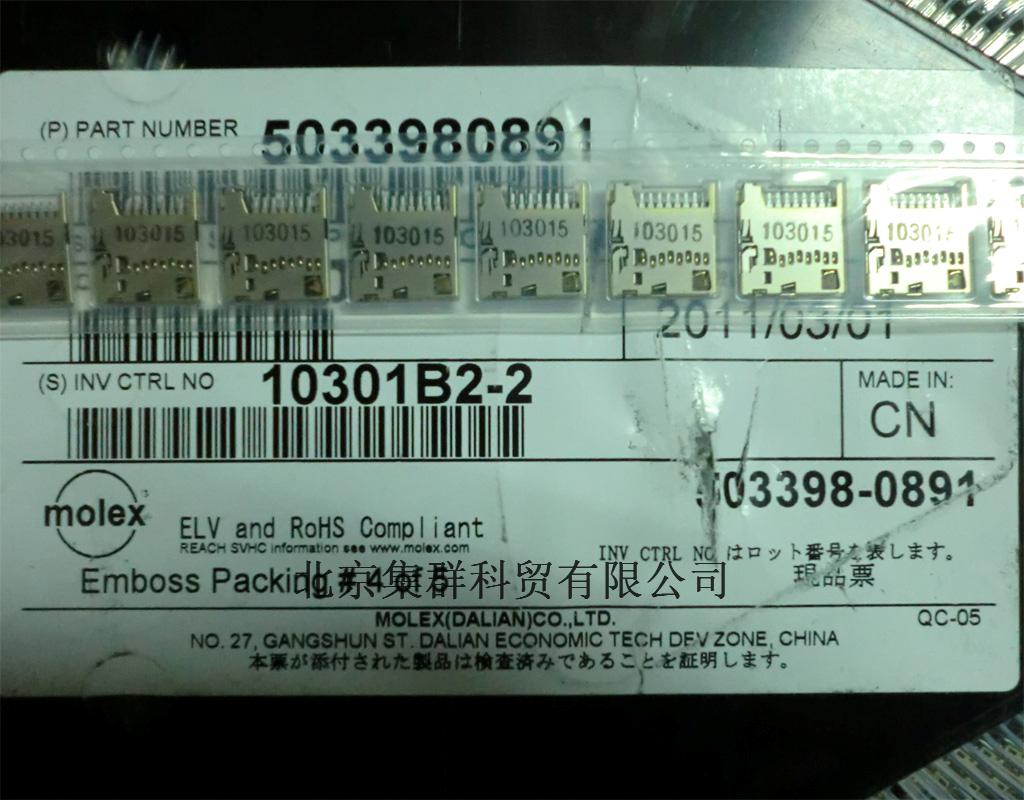 (P) PART NUMBER 5033980891
103015 103015 103015 103015 103015 103015 103015 103015
2011/03/01
(S) INV CTRL NO 10301B2-2
MADE IN:
CN
503398-0891
molex
ELV and RoHS Compliant
REACH SVHC information see www.molex.com
INV CTRL NO はロット番号を表します。
Emboss Packing # 4 of 5
北京集群科贸有限公司
現品票
MOLEX(DALIAN)CO.,LTD.
QC-05
NO. 27, GANGSHUN ST. DALIAN ECONOMIC TECH DEV ZONE, CHINA
本票が添付された製品は検査済みであることを証明します。